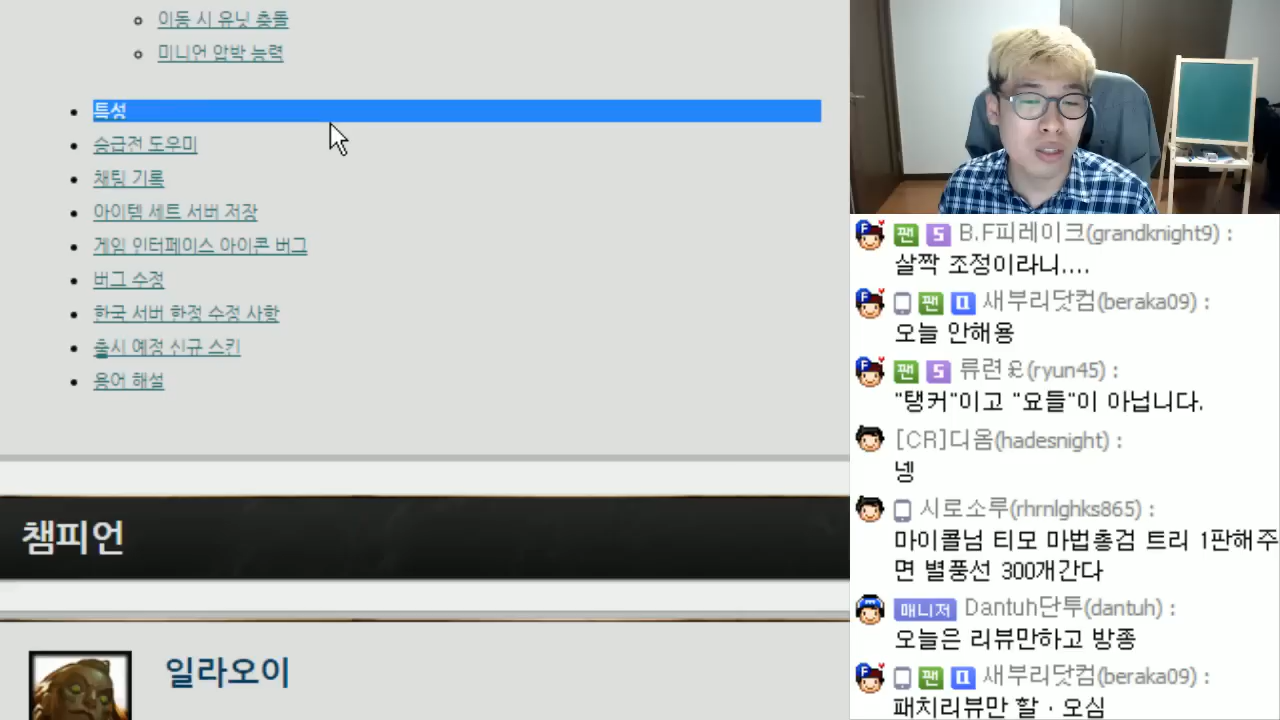 이동 시 유닛 충돌
미니언 압박 능력
특성
승급전 도우미
채팅 기록
아이템 세트 서버 저장
게임 인터페이스 아이콘 버그
버그 수정
한국 서버 한정 수정 사항
출시 예정 신규 스킨
용어 해설
챔피언
일라오이
팬 S B.F피레이크(grandknight9) :
살짝 조정이라니....
팬 Q 새부리닷컴(beraka09) :
오늘 안해용
팬 S 류련￡(ryun45) :
"탱커"이고 "요들"이 아닙니다.
[CR]디옴(hadesnight) :
넹
시로소루(rhrnlghks865) :
마이콜님 티모 마법총검 트리 1판해주
면 별풍선 300개간다
매니저 Dantuh단투(dantuh) :
오늘은 리뷰만하고 방종
팬 Q 새부리닷컴(beraka09) :
패치리뷰만 할 · 오심